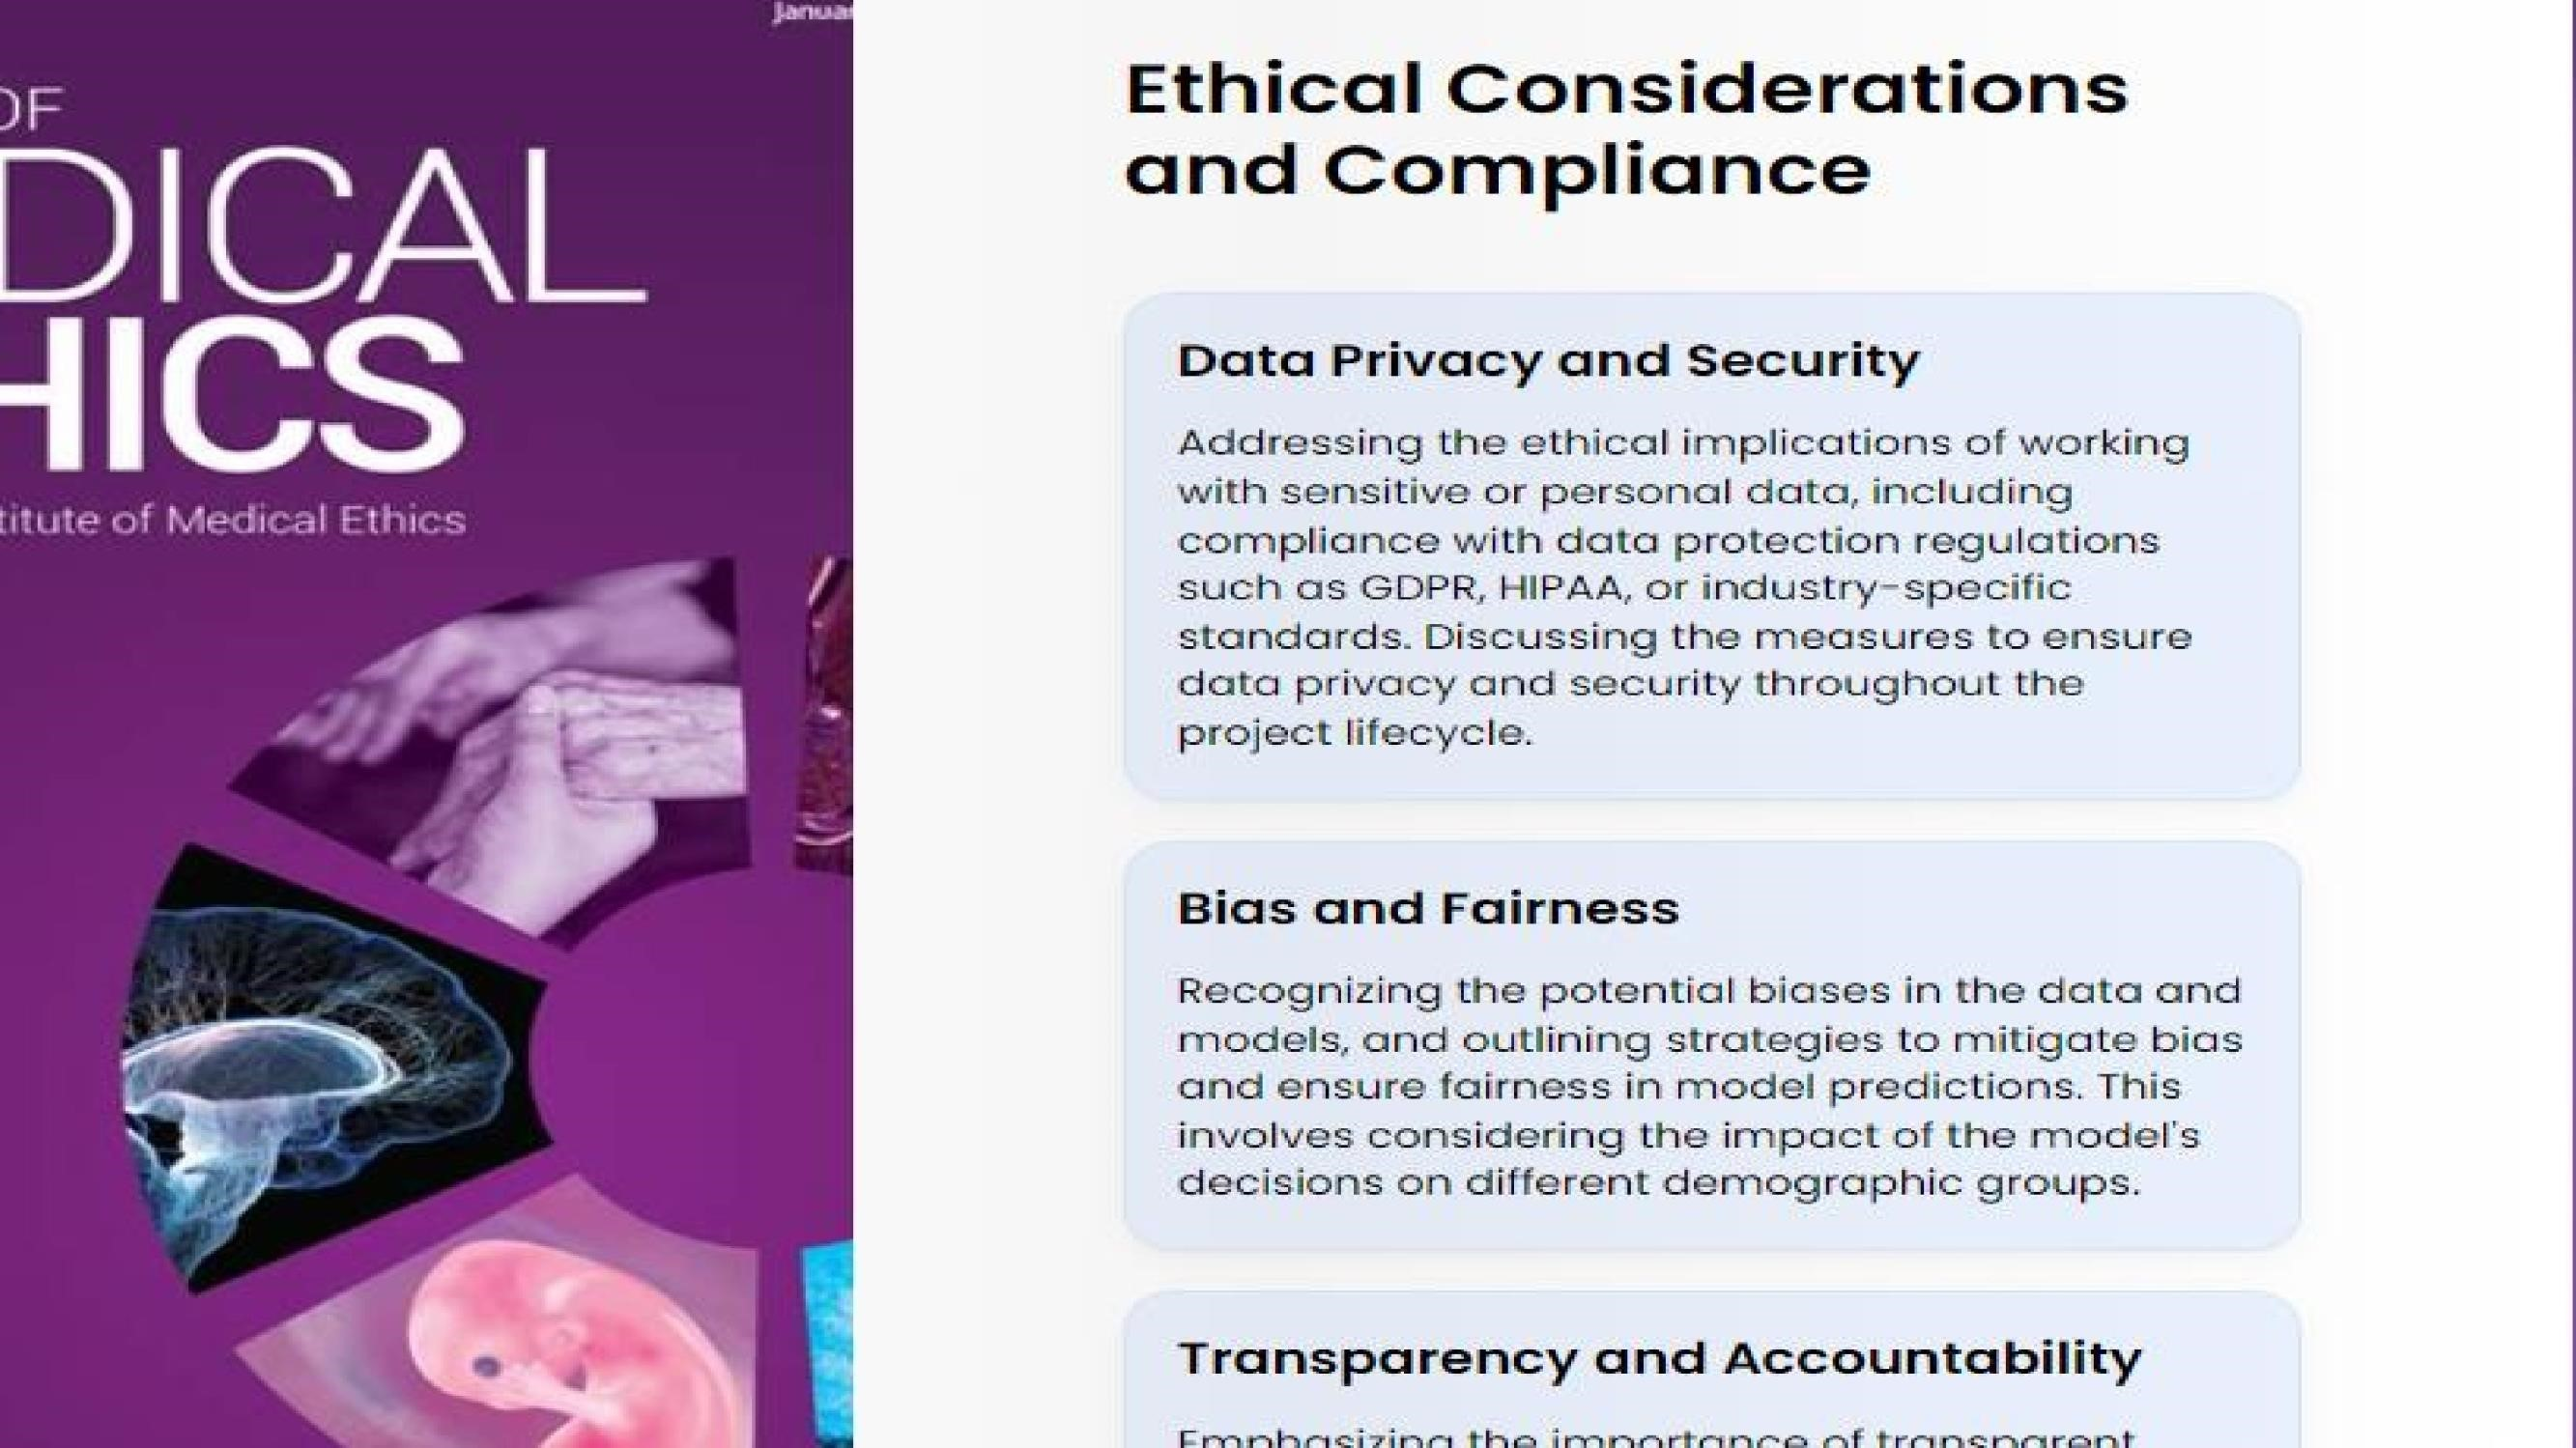 OF
DICAL
HICS
titute of Medical Ethics
Ethical Considerations
and Compliance
Data Privacy and Security
Addressing the ethical implications of working
with sensitive or personal data, including
compliance with data protection regulations
such as GDPR, HIPAA, or industry-specific
standards. Discussing the measures to ensure
data privacy and security throughout the
project lifecycle.
Bias and Fairness
Recognizing the potential biases in the data and
models, and outlining strategies to mitigate bias
and ensure fairness in model predictions. This
involves considering the impact of the model's
decisions on different demographic groups.
Transparency and Accountability
Emphasizing the importance of transparent